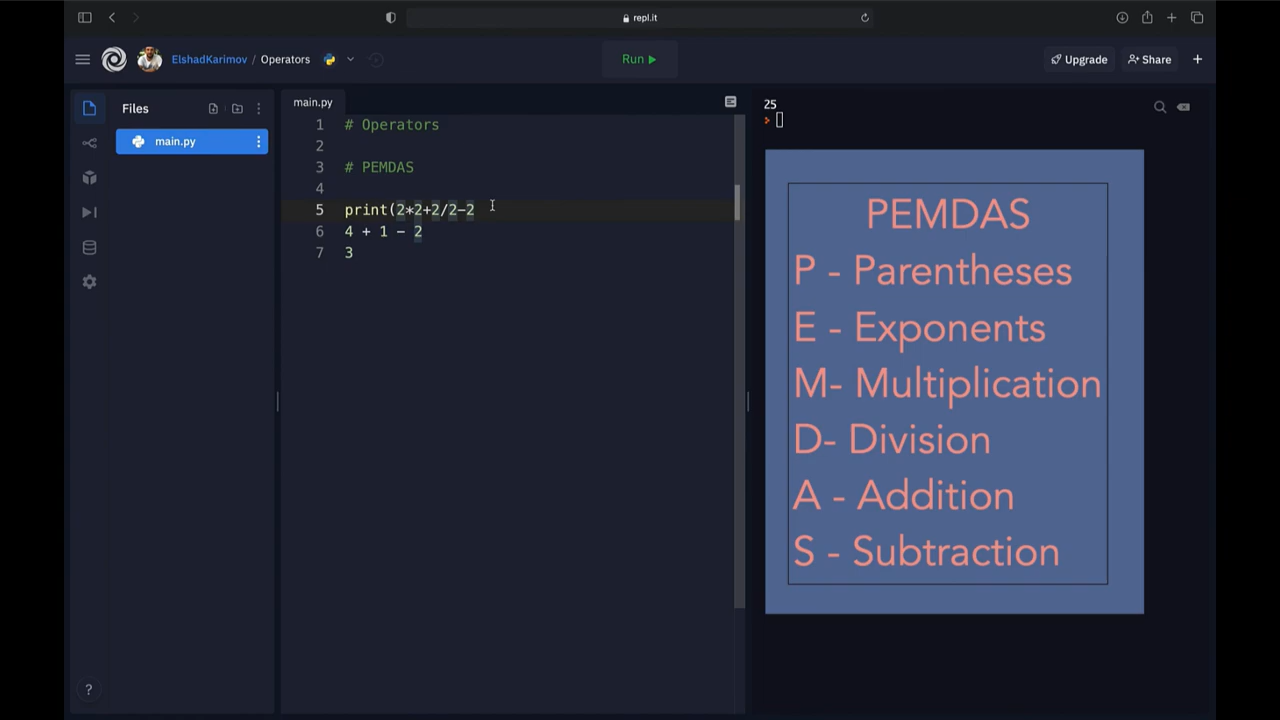 repl.it
ElshadKarimov / Operators
Run
Upgrade
Share
Files
main.py
main.py
1 # Operators
2
3 # PEMDAS
4
5 print(2*2+2/2-2
6 4 + 1 - 2
7 3
25
PEMDAS
P - Parentheses
E - Exponents
M- Multiplication
D- Division
A - Addition
S - Subtraction
?